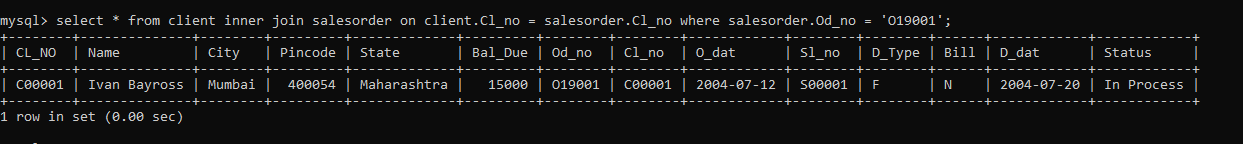 mysql> select * from client inner join salesorder on client.Cl_no = salesorder.Cl_no where salesorder.Od_no = 'O19001';
+--------+--------------+--------+---------+-------------+---------+--------+--------+------------+--------+--------+------+------------+------------+
| CL_NO | Name | City | Pincode | State | Bal_Due | Od_no | Cl_no | O_dat | Sl_no | D_Type | Bill | D_dat | Status |
+--------+--------------+--------+---------+-------------+---------+--------+--------+------------+--------+--------+------+------------+------------+
| C00001 | Ivan Bayross | Mumbai | 400054 | Maharashtra | 15000 | O19001 | C00001 | 2004-07-12 | S00001 | F | N | 2004-07-20 | In Process |
+--------+--------------+--------+---------+-------------+---------+--------+--------+------------+--------+--------+------+------------+------------+
1 row in set (0.00 sec)